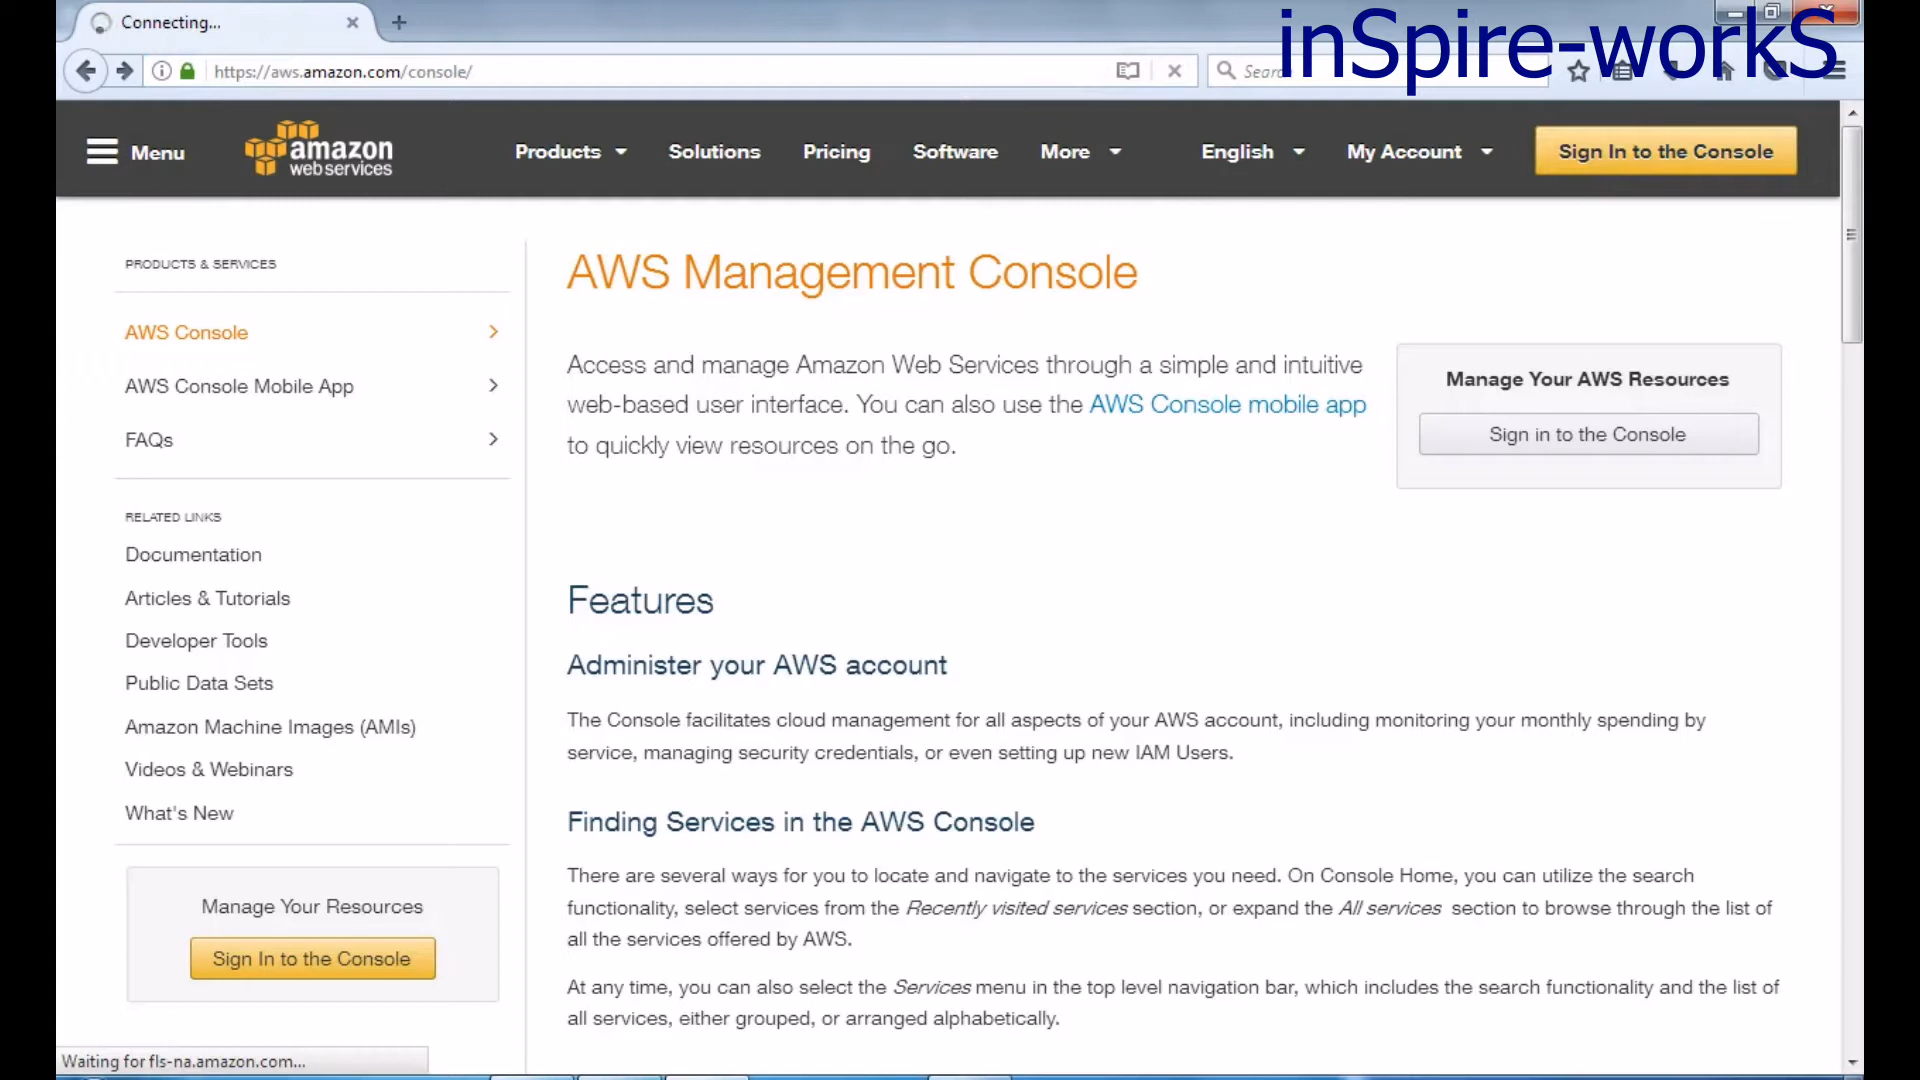 Connecting...
inSpire-workS
https://aws.amazon.com/console/
Menu
amazon
webservices
Products
Solutions
Pricing
Software
More
English
My Account
Sign In to the Console
PRODUCTS & SERVICES
AWS Console
AWS Console Mobile App
FAQs
RELATED LINKS
Documentation
Articles & Tutorials
Developer Tools
Public Data Sets
Amazon Machine Images (AMIs)
Videos & Webinars
What's New
Manage Your Resources
Sign In to the Console
AWS Management Console
Access and manage Amazon Web Services through a simple and intuitive
web-based user interface. You can also use the AWS Console mobile app
to quickly view resources on the go.
Manage Your AWS Resources
Sign in to the Console
Features
Administer your AWS account
The Console facilitates cloud management for all aspects of your AWS account, including monitoring your monthly spending by
service, managing security credentials, or even setting up new IAM Users.
Finding Services in the AWS Console
There are several ways for you to locate and navigate to the services you need. On Console Home, you can utilize the search
functionality, select services from the Recently visited services section, or expand the All services section to browse through the list of
all the services offered by AWS.
At any time, you can also select the Services menu in the top level navigation bar, which includes the search functionality and the list of
all services, either grouped, or arranged alphabetically.
Waiting for fls-na.amazon.com...